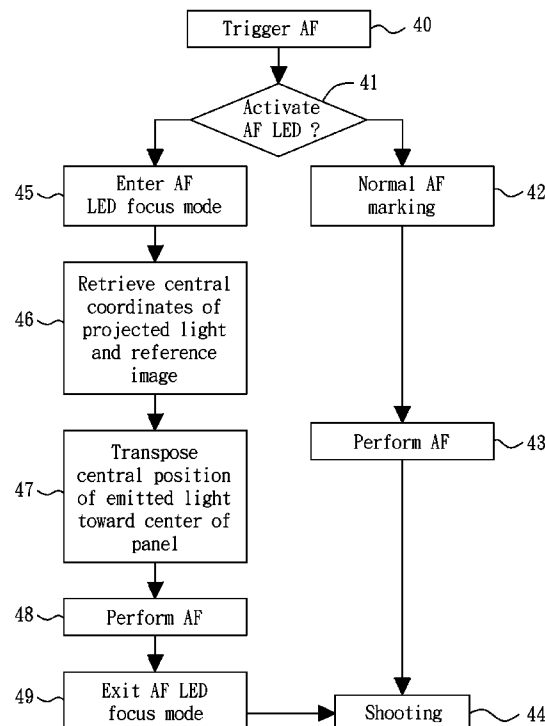 Trigger AF
40
41
Activate
AF LED ?
45
Enter AF
LED focus mode
Normal AF
marking
42
46
Retrieve central
coordinates of
projected light
and reference
image
47
Transpose
central position
of emitted light
toward center of
panel
Perform AF
43
48
Perform AF
49
Exit AF LED
focus mode
Shooting
44